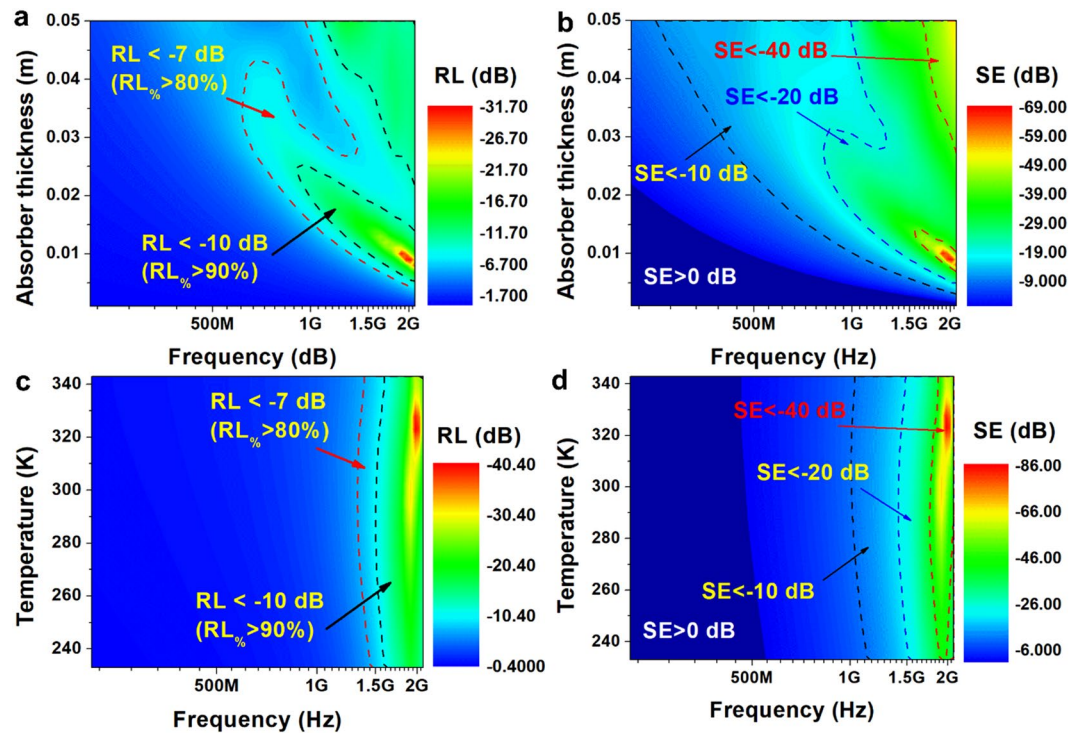 a
0.05
0.04
0.03
0.02
0.01
Absorber thickness (m)
RL < -7 dB
(RL%>80%)
RL < -10 dB
(RL%>90%)
500M 1G 1.5G 2G
Frequency (dB)
RL (dB)
-31.70
-26.70
-21.70
-16.70
-11.70
-6.700
-1.700
b
0.05
0.04
0.03
0.02
0.01
Absorber thickness (m)
SE<-40 dB
SE<-20 dB
SE<-10 dB
SE>0 dB
500M 1G 1.5G 2G
Frequency (Hz)
SE (dB)
-69.00
-59.00
-49.00
-39.00
-29.00
-19.00
-9.000
c
340
320
300
280
260
240
Temperature (K)
RL < -7 dB
(RL%>80%)
RL < -10 dB
(RL%>90%)
500M 1G 1.5G 2G
Frequency (Hz)
RL (dB)
-40.40
-30.40
-20.40
-10.40
-0.4000
d
340
320
300
280
260
240
Temperature (K)
SE<-40 dB
SE<-20 dB
SE<-10 dB
SE>0 dB
500M 1G 1.5G 2G
Frequency (Hz)
SE (dB)
-86.00
-66.00
-46.00
-26.00
-6.000